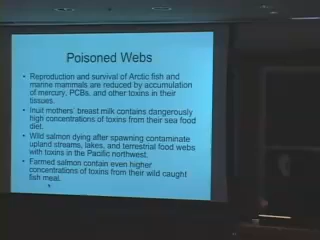 Poisoned Webs
• Reproduction and survival of Arctic fish and
marine mammals are reduced by accumulation
of mercury, PCBs, and other toxins in their
tissues.
• Inuit mothers' breast milk contains dangerously
high concentrations of toxins from their sea food
diet.
• Wild salmon dying after spawning contaminate
upland streams, lakes, and terrestrial food webs
with toxins in the Pacific northwest.
• Farmed salmon contain even higher
concentrations of toxins from their wild caught
fish meal.